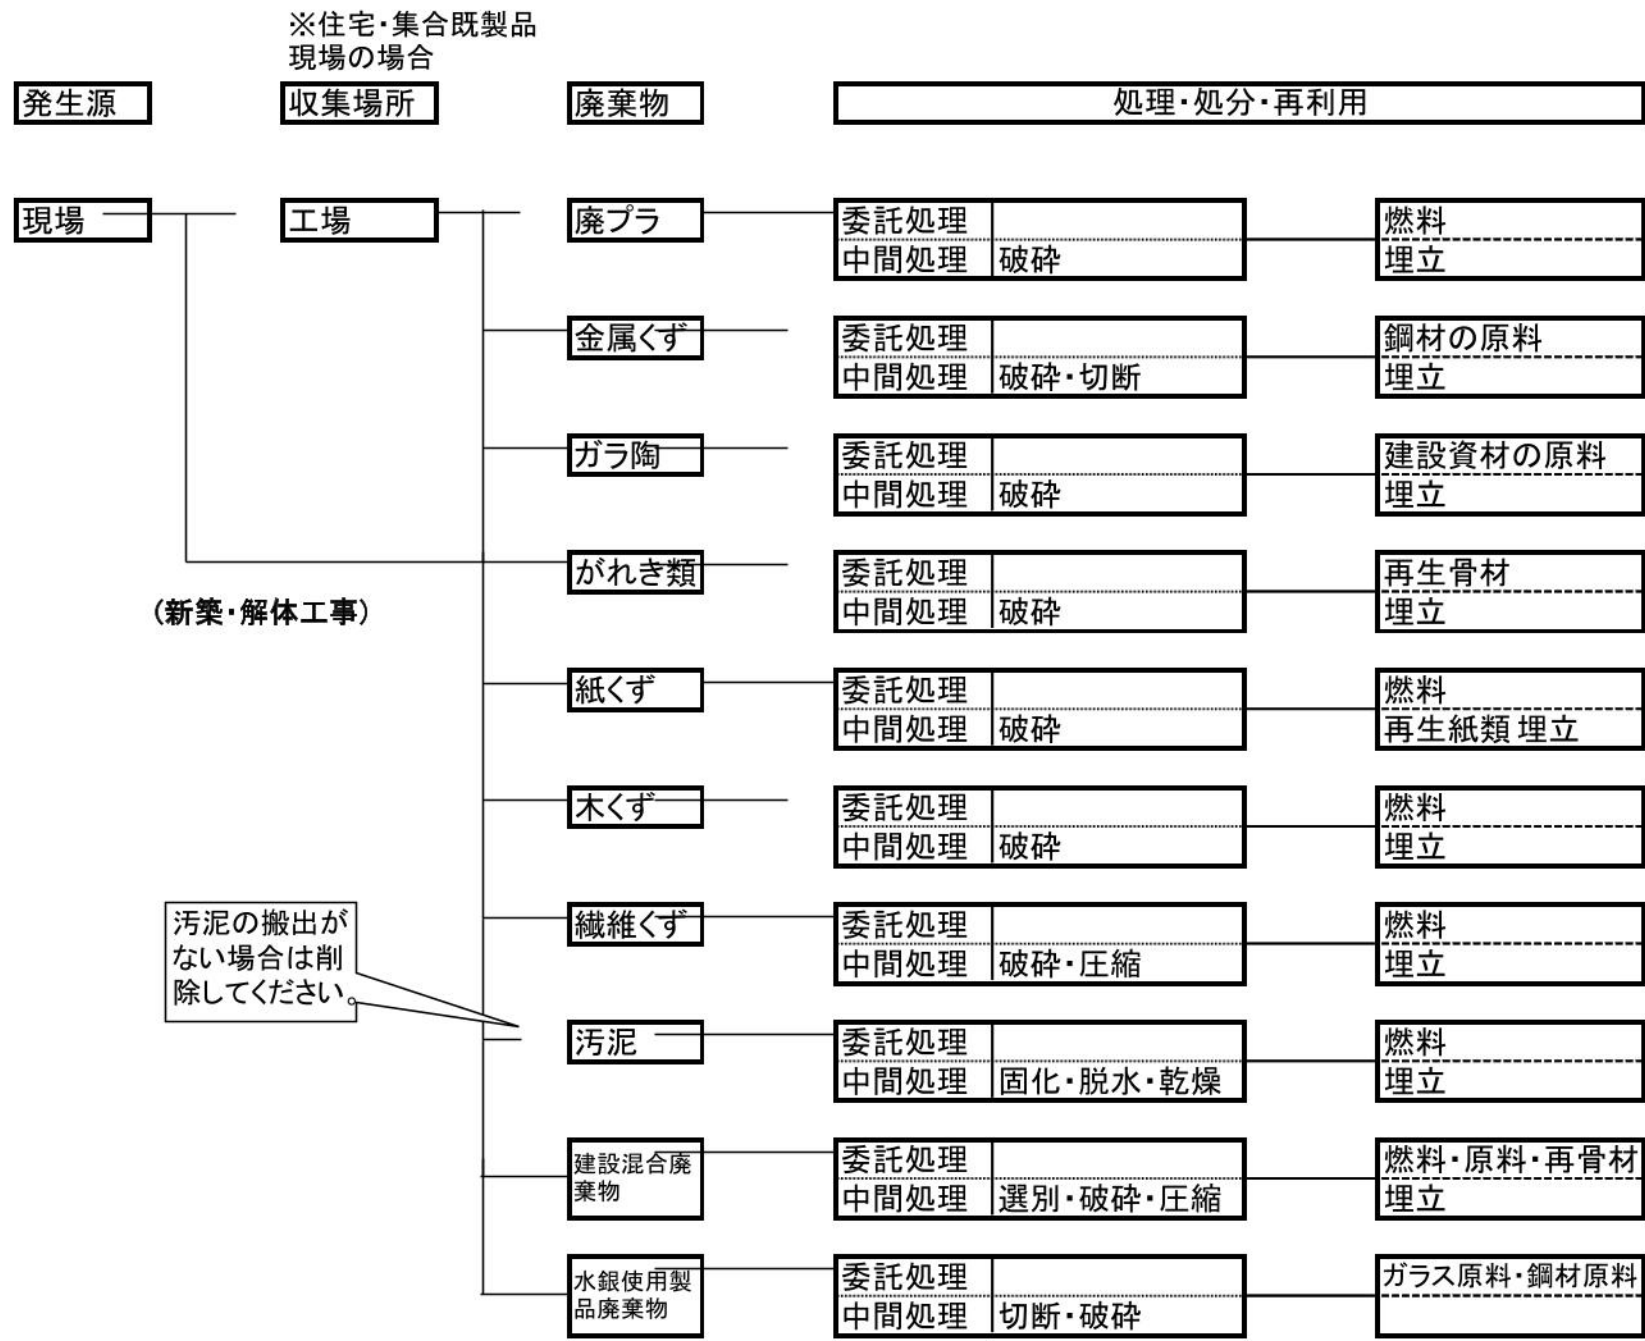 ※住宅・集合既製品
現場の場合
発生源 収集場所 廃棄物 処理・処分・再利用
現場 工場 廃プラ 委託処理 燃料
中間処理 破砕 埋立
金属くず 委託処理 鋼材の原料
中間処理 破砕・切断 埋立
ガラ陶 委託処理 建設資材の原料
中間処理 破砕 埋立
がれき類 委託処理 再生骨材
(新築・解体工事) 中間処理 破砕 埋立
紙くず 委託処理 燃料
中間処理 破砕 再生紙類 埋立
木くず 委託処理 燃料
中間処理 破砕 埋立
汚泥の搬出が
ない場合は削
除してください。
繊維くず 委託処理 燃料
中間処理 破砕・圧縮 埋立
汚泥 委託処理 燃料
中間処理 固化・脱水・乾燥 埋立
建設混合廃
棄物
委託処理 燃料・原料・再骨材
中間処理 選別・破砕・圧縮 埋立
水銀使用製
品廃棄物
委託処理 ガラス原料・鋼材原料
中間処理 切断・破砕